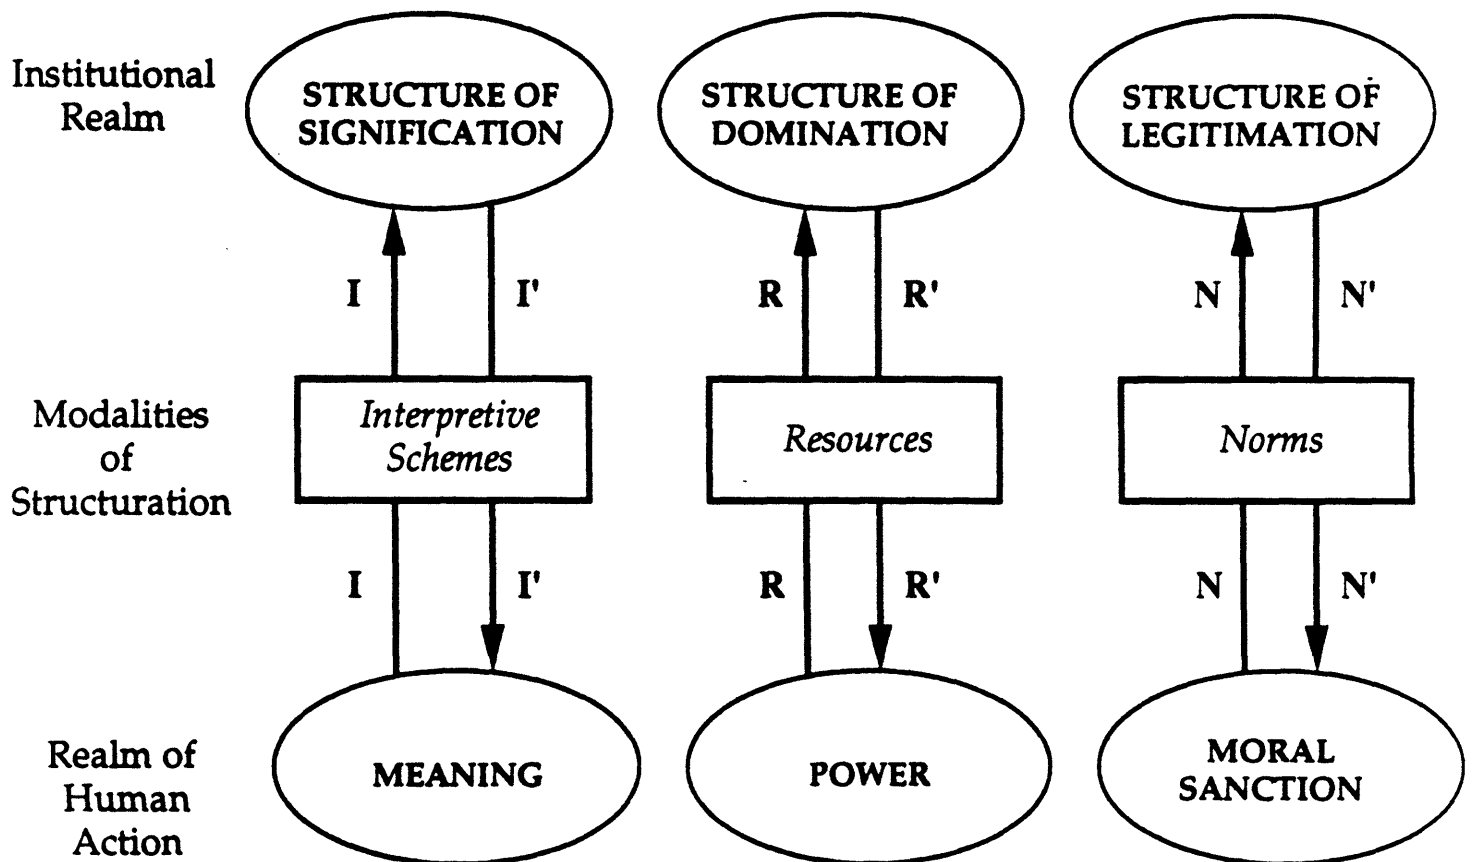 Institutional
Realm
STRUCTURE OF
SIGNIFICATION
STRUCTURE OF
DOMINATION
STRUCTURE OF
LEGITIMATION
I
I'
R
R'
N
N'
Modalities
of
Structuration
Interpretive
Schemes
Resources
Norms
I
I'
R
R'
N
N'
Realm of
Human
Action
MEANING
POWER
MORAL
SANCTION